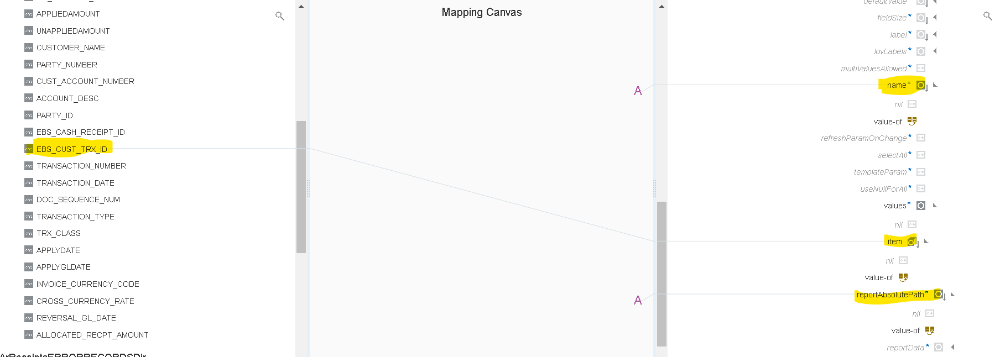 APPLIEDAMOUNT
UNAPPLIEDAMOUNT
CUSTOMER_NAME
PARTY_NUMBER
CUST_ACCOUNT_NUMBER
ACCOUNT_DESC
PARTY_ID
EBS_CASH_RECEIPT_ID
EBS_CUST_TRX_ID
TRANSACTION_NUMBER
TRANSACTION_DATE
DOC_SEQUENCE_NUM
TRANSACTION_TYPE
TRX_CLASS
APPLYDATE
APPLYGLDATE
INVOICE_CURRENCY_CODE
CROSS_CURRENCY_RATE
REVERSAL_GL_DATE
ALLOCATED_RECPT_AMOUNT
ArReceiptsERRORRECORDSDir
Mapping Canvas
A
A
defaultValue
fieldSize*
label*
lovLabels*
multiValuesAllowed*
name*
nil
value-of
refreshParamOnChange*
selectAll*
templateParam*
useNullForAll*
values*
nil
item
nil
value-of
reportAbsolutePath*
nil
value-of
reportData*